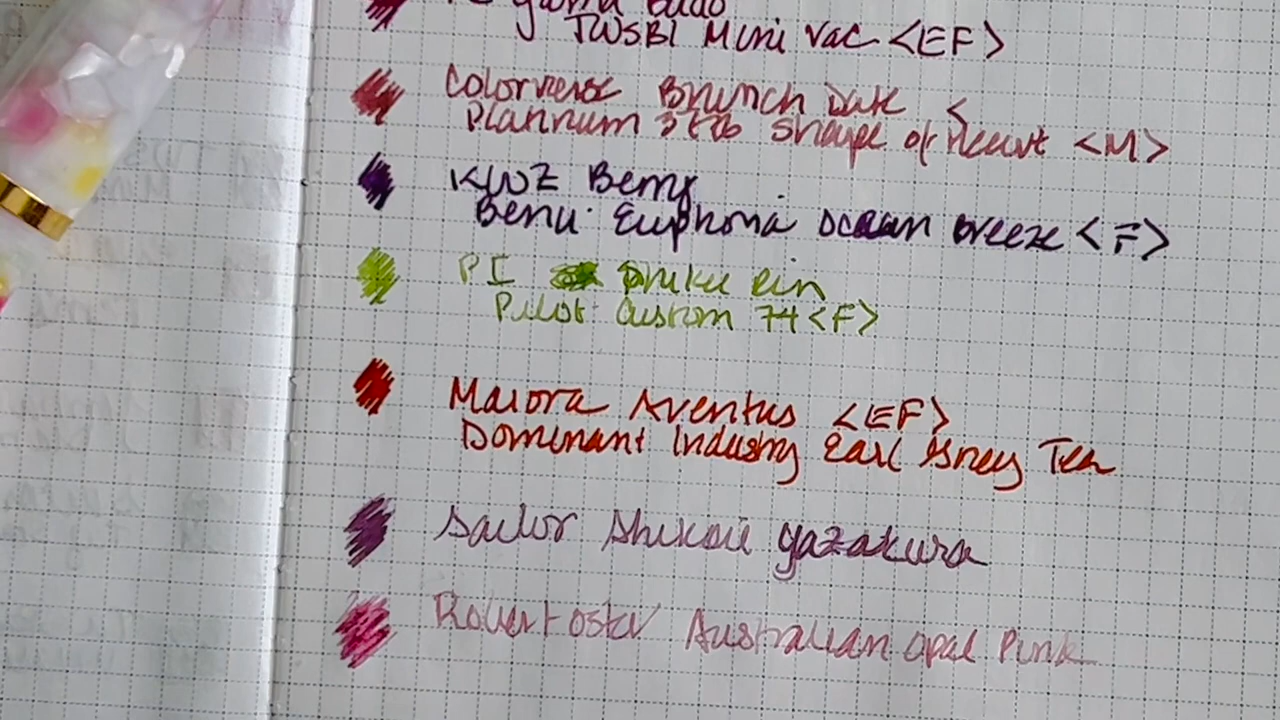 TWSBI Mini Vac <EF>
Colorverse Brunch Date <
Platinum 3776 Shape of Heart <M>
KWZ Berry
Benu Euphoria Ocean Breeze <F>
PI Chiku Rin
Pilot Custom 74 <F>
Maiora Aventus <EF>
Dominant Industry Earl Grey Tea
Sailor Shikiori Yozakura
Robert Oster Australian Opal Pink